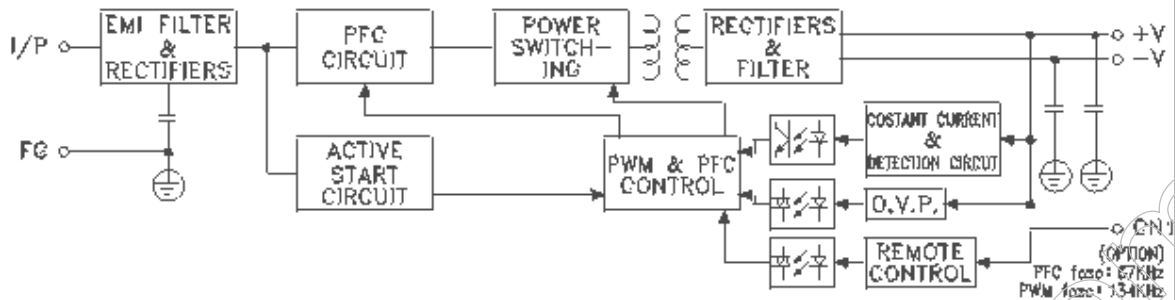 I/P
EMI FILTER
&
RECTIFIERS
PFC
CIRCUIT
POWER
SWITCH-
ING
RECTIFIERS
&
FILTER
+V
-V
FG
ACTIVE
START
CIRCUIT
PWM & PFC
CONTROL
COSTANT CURRENT
&
DETECTION CIRCUIT
O.V.P.
REMOTE
CONTROL
CN1
(OPTION)
PFC fosc: 67KHz
PWM fosc: 134KHz